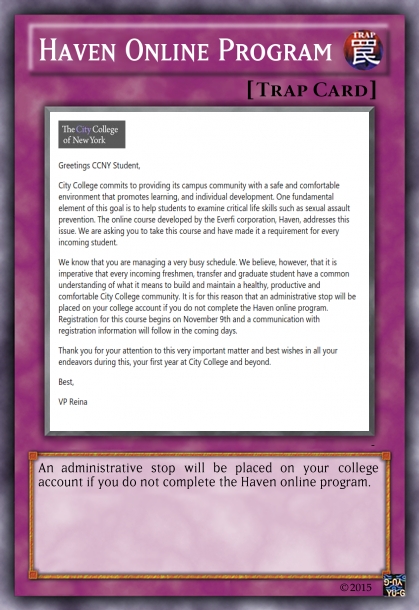 HAVEN ONLINE PROGRAM
TRAP
罠
[TRAP CARD]
The City College
of New York
Greetings CCNY Student,
City College commits to providing its campus community with a safe and comfortable
environment that promotes learning, and individual development. One fundamental
element of this goal is to help students to examine critical life skills such as sexual assault
prevention. The online course developed by the Everfi corporation, Haven, addresses this
issue. We are asking you to take this course and have made it a requirement for every
incoming student.
We know that you are managing a very busy schedule. We believe, however, that it is
imperative that every incoming freshmen, transfer and graduate student have a common
understanding of what it means to build and maintain a healthy, productive and
comfortable City College community. It is for this reason that an administrative stop will be
placed on your college account if you do not complete the Haven online program.
Registration for this course begins on November 9th and a communication with
registration information will follow in the coming days.
Thank you for your attention to this very important matter and best wishes in all your
endeavors during this, your first year at City College and beyond.
Best,
VP Reina
-
An administrative stop will be placed on your college
account if you do not complete the Haven online program.
©2015
YU-G